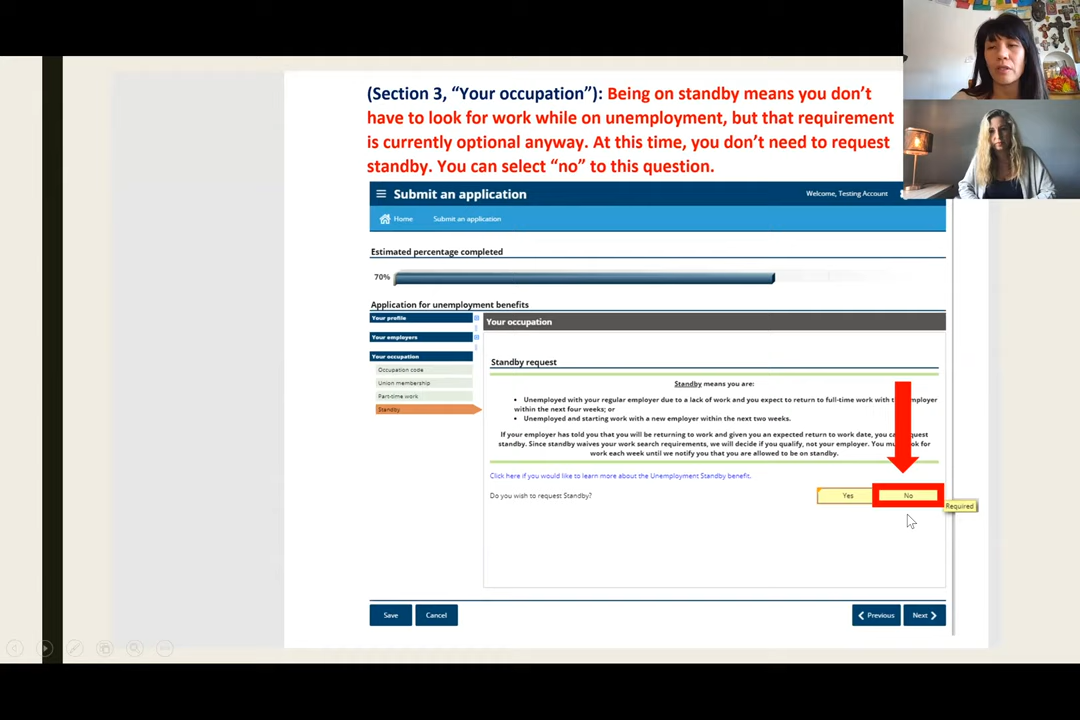 (Section 3, “Your occupation”): Being on standby means you don’t
have to look for work while on unemployment, but that requirement
is currently optional anyway. At this time, you don’t need to request
standby. You can select “no” to this question.
Submit an application
Welcome, Testing Account
Home
Submit an application
Estimated percentage completed
70%
Application for unemployment benefits
Your profile
Your employers
Your occupation
Occupation code
Union membership
Part-time work
Standby
Your occupation
Standby request
Standby means you are:
Unemployed with your regular employer due to a lack of work and you expect to return to full-time work with
within the next four weeks; or
Unemployed and starting work with a new employer within the next two weeks.
If your employer has told you that you will be returning to work and given you an expected return to work date, you
standby. Since standby waives your work search requirements, we will decide if you qualify, not your employer. You
work each week until we notify you that you are allowed to be on standby.
Click here if you would like to learn more about the Unemployment Standby benefit.
Do you wish to request Standby?
Yes
No
Required
Save
Cancel
Previous
Next